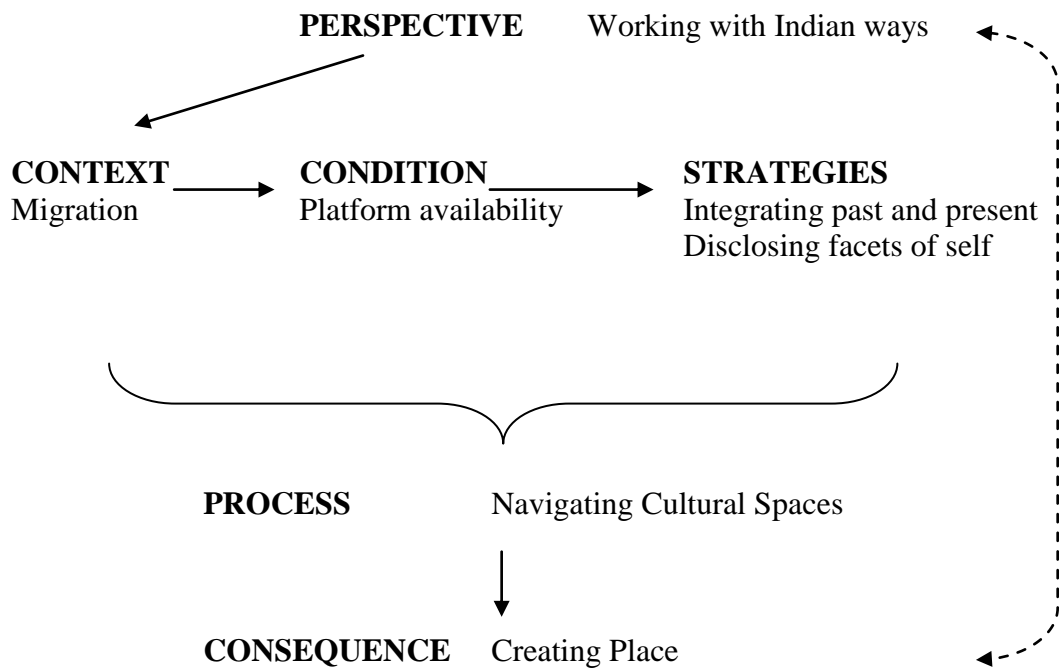 PERSPECTIVE Working with Indian ways
CONTEXT CONDITION STRATEGIES
Migration Platform availability Integrating past and present
Disclosing facets of self
PROCESS Navigating Cultural Spaces
CONSEQUENCE Creating Place